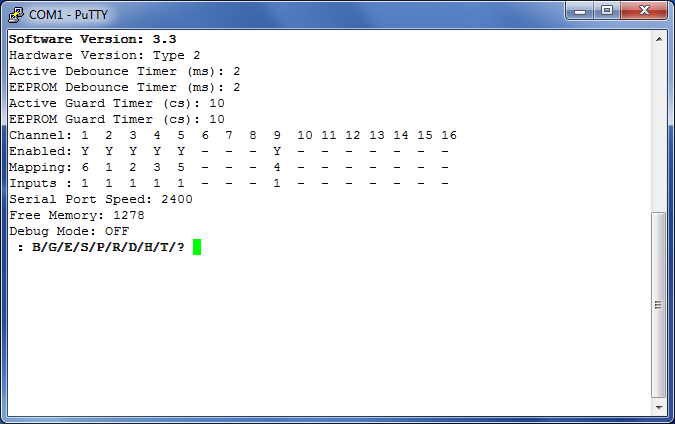 COM1 - PuTTY
Software Version: 3.3
Hardware Version: Type 2
Active Debounce Timer (ms): 2
EEPROM Debounce Timer (ms): 2
Active Guard Timer (cs): 10
EEPROM Guard Timer (cs): 10
Channel: 1  2  3  4  5  6  7  8  9  10 11 12 13 14 15 16
Enabled: Y  Y  Y  Y  Y  -  -  -  Y  -  -  -  -  -  -  -
Mapping: 6  1  2  3  5  -  -  -  4  -  -  -  -  -  -  -
Inputs : 1  1  1  1  1  -  -  -  1  -  -  -  -  -  -  -
Serial Port Speed: 2400
Free Memory: 1278
Debug Mode: OFF
 : B/G/E/S/P/R/D/H/T/?